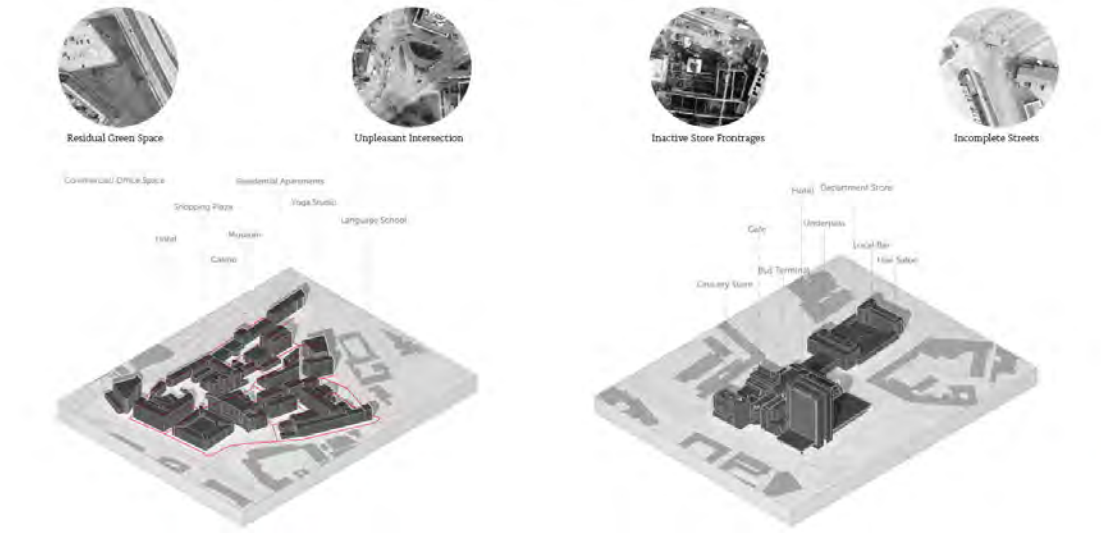 Residual Green Space
Unpleasant Intersection
Inactive Store Frontrages
Incomplete Streets
Commercial Office Space
Residential Apartments
Shopping Plaza
Yoga Studio
Language School
Hotel
Museum
Casino
Hotel
Department Store
Cafe
Underpass
Local Bar
Hair Salon
Bus Terminal
Grocery Store